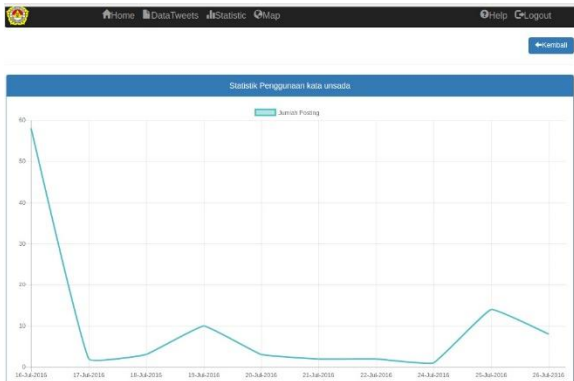 Home DataTweets Statistic Map Help Logout
Kembali
Statistik Penggunaan kata unsada
Jumlah Posting
60
50
40
30
20
10
0
16-Jul-2016 17-Jul-2016 18-Jul-2016 19-Jul-2016 20-Jul-2016 21-Jul-2016 22-Jul-2016 24-Jul-2016 25-Jul-2016 26-Jul-2016